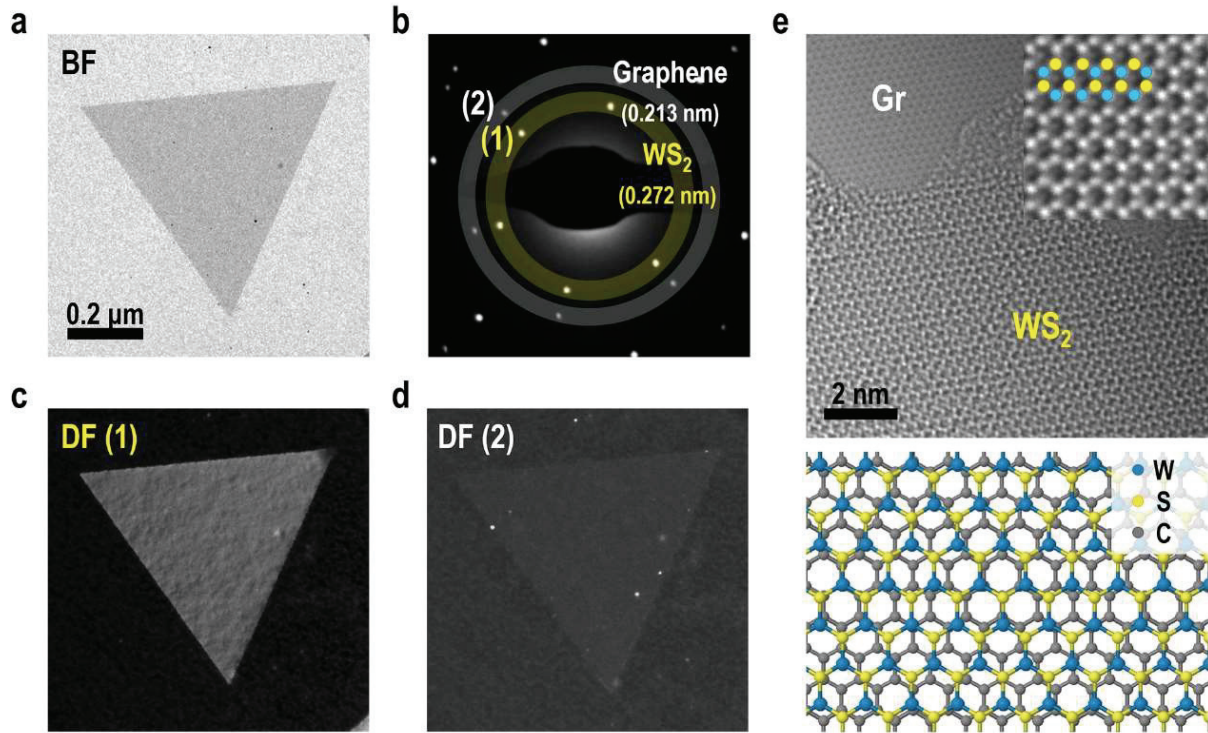 a
BF
0.2 μm
b
Graphene
(2)
(0.213 nm)
(1)
WS₂
(0.272 nm)
c
DF (1)
d
DF (2)
e
Gr
WS₂
2 nm
W
S
C